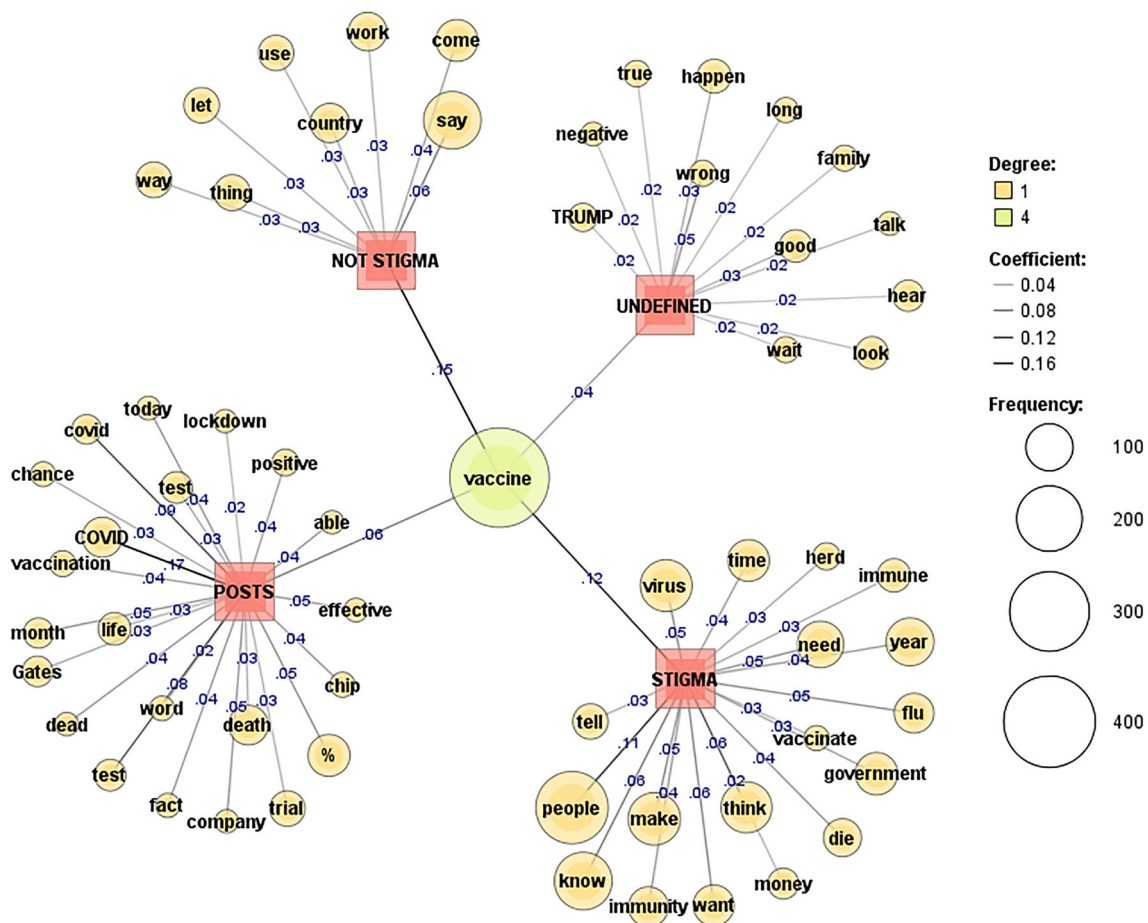 work
come
use
let
country
say
way
thing
.03
.03
.03
.03
.03
.04
.06
.03
NOT STIGMA
true
happen
long
negative
family
wrong
TRUMP
talk
good
hear
look
wait
.02
.03
.02
.02
.02
.02
.05
.03
.02
.02
.02
.02
UNDEFINED
.15
.04
vaccine
.06
.12
today
lockdown
covid
positive
chance
test
able
COVID
vaccination
effective
month
life
Gates
chip
dead
word
death
%
test
fact
company
trial
.09
.04
.02
.04
.03
.03
.04
.17
.04
.05
.05
.03
.03
.04
.04
.02
.03
.05
.08
.04
.05
.03
POSTS
virus
time
herd
immune
need
year
tell
flu
vaccinate
government
people
make
think
die
know
immunity
want
money
.05
.04
.03
.03
.05
.04
.05
.03
.03
.03
.11
.05
.06
.04
.06
.04
.06
.02
STIGMA
Degree:
1
4
Coefficient:
0.04
0.08
0.12
0.16
Frequency:
100
200
300
400